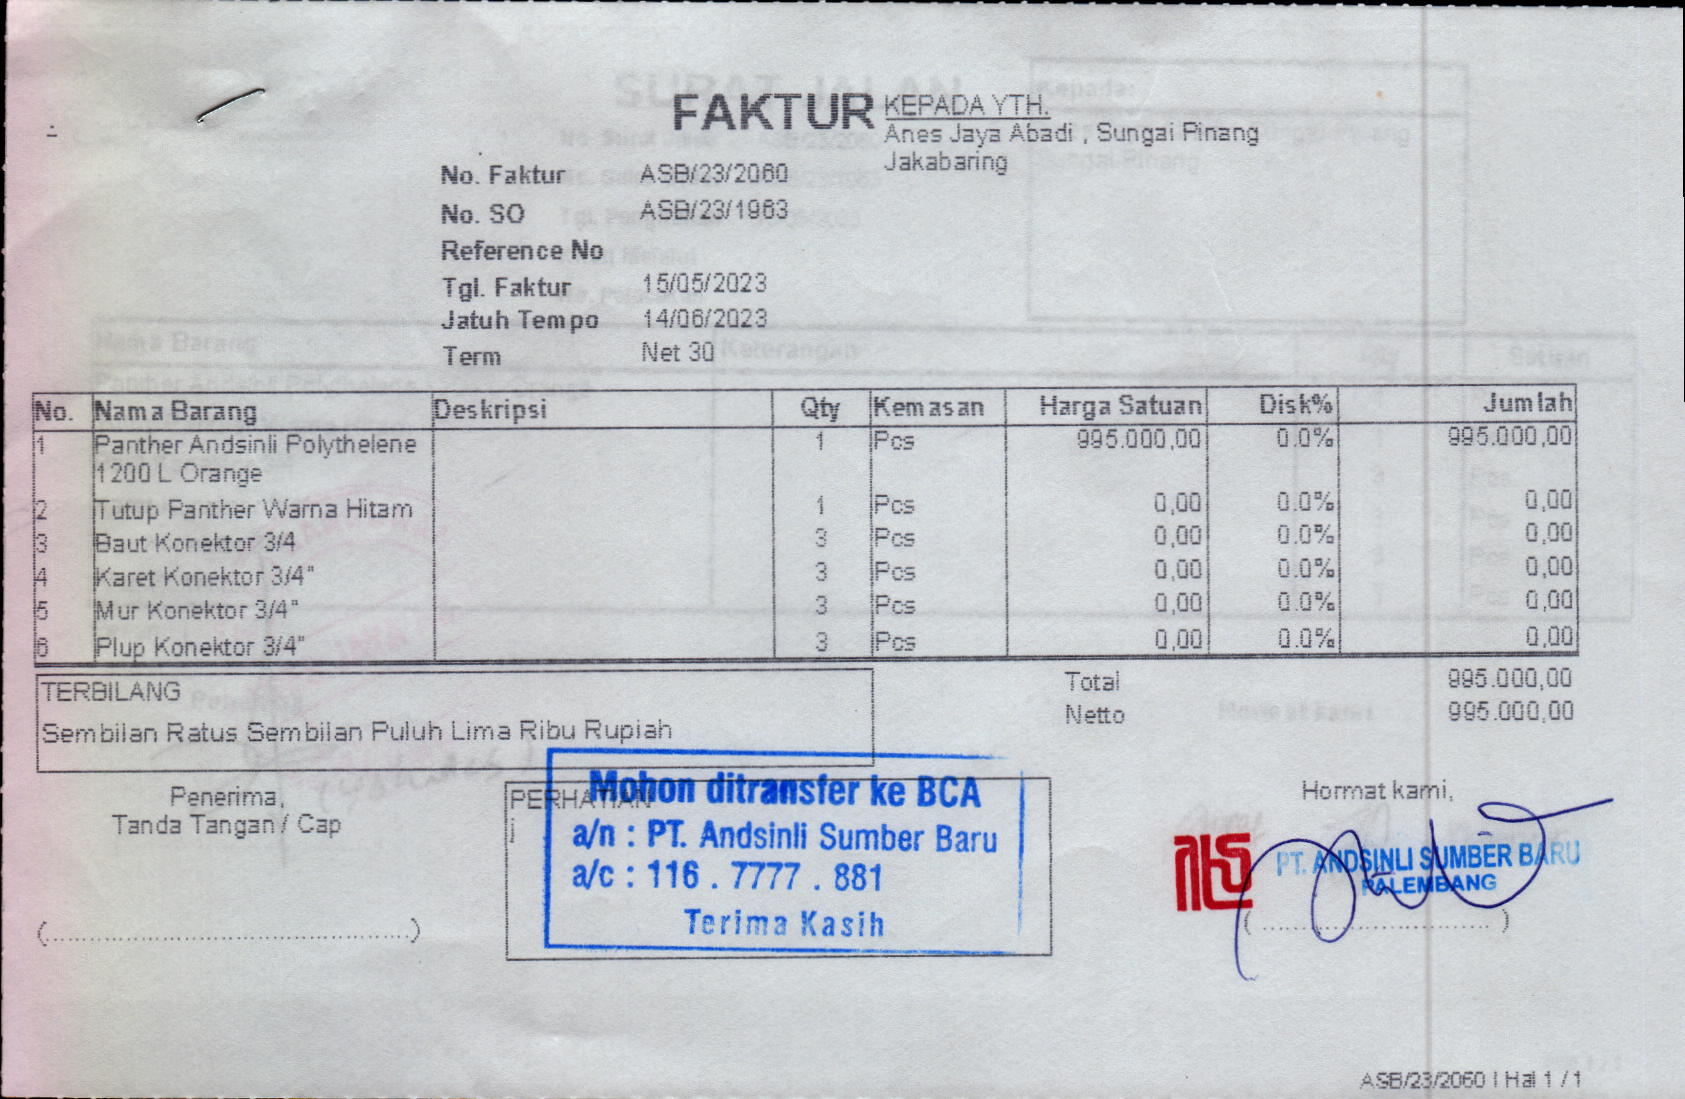 FAKTUR
KEPADA YTH.
Anes Jaya Abadi , Sungai Pinang
Jakabaring
No. Faktur ASB/23/2060
No. SO ASB/23/1963
Reference No
Tgl. Faktur 15/05/2023
Jatuh Tempo 14/06/2023
Term Net 30
No. Nama Barang Deskripsi Qty Kemasan Harga Satuan Disk% Jumlah
1 Panther Andsinli Polythelene 1 Pcs 995.000,00 0.0% 995.000,00
1200 L Orange
2 Tutup Panther Warna Hitam 1 Pcs 0,00 0.0% 0,00
3 Baut Konektor 3/4 3 Pcs 0,00 0.0% 0,00
4 Karet Konektor 3/4" 3 Pcs 0,00 0.0% 0,00
5 Mur Konektor 3/4" 3 Pcs 0,00 0.0% 0,00
6 Plup Konektor 3/4" 3 Pcs 0,00 0.0% 0,00
Total 995.000,00
Netto 995.000,00
TERBILANG
Sembilan Ratus Sembilan Puluh Lima Ribu Rupiah
Penerima,
Tanda Tangan / Cap
(................................................)
PERHATIAN
Mohon ditransfer ke BCA
a/n : PT. Andsinli Sumber Baru
a/c : 116 . 7777 . 881
Terima Kasih
Hormat kami,
PT. ANDSINLI SUMBER BARU
PALEMBANG
(................................)
ASB/23/2060 | Hal 1 / 1